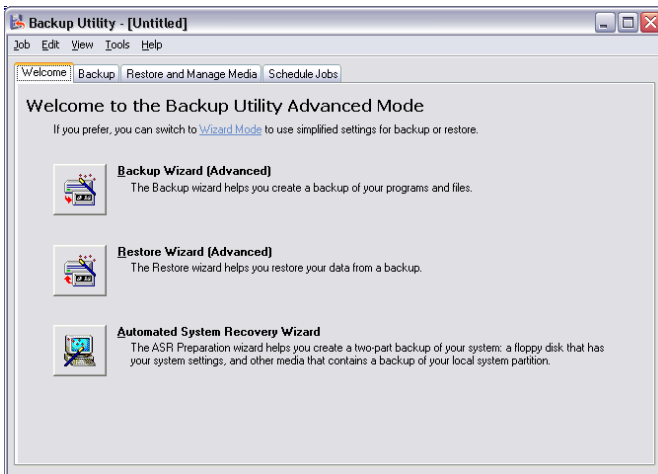 Backup Utility - [Untitled]
Job Edit View Tools Help
Welcome Backup Restore and Manage Media Schedule Jobs
Welcome to the Backup Utility Advanced Mode
If you prefer, you can switch to Wizard Mode to use simplified settings for backup or restore.
Backup Wizard (Advanced)
The Backup wizard helps you create a backup of your programs and files.
Restore Wizard (Advanced)
The Restore wizard helps you restore your data from a backup.
Automated System Recovery Wizard
The ASR Preparation wizard helps you create a two-part backup of your system: a floppy disk that has
your system settings, and other media that contains a backup of your local system partition.